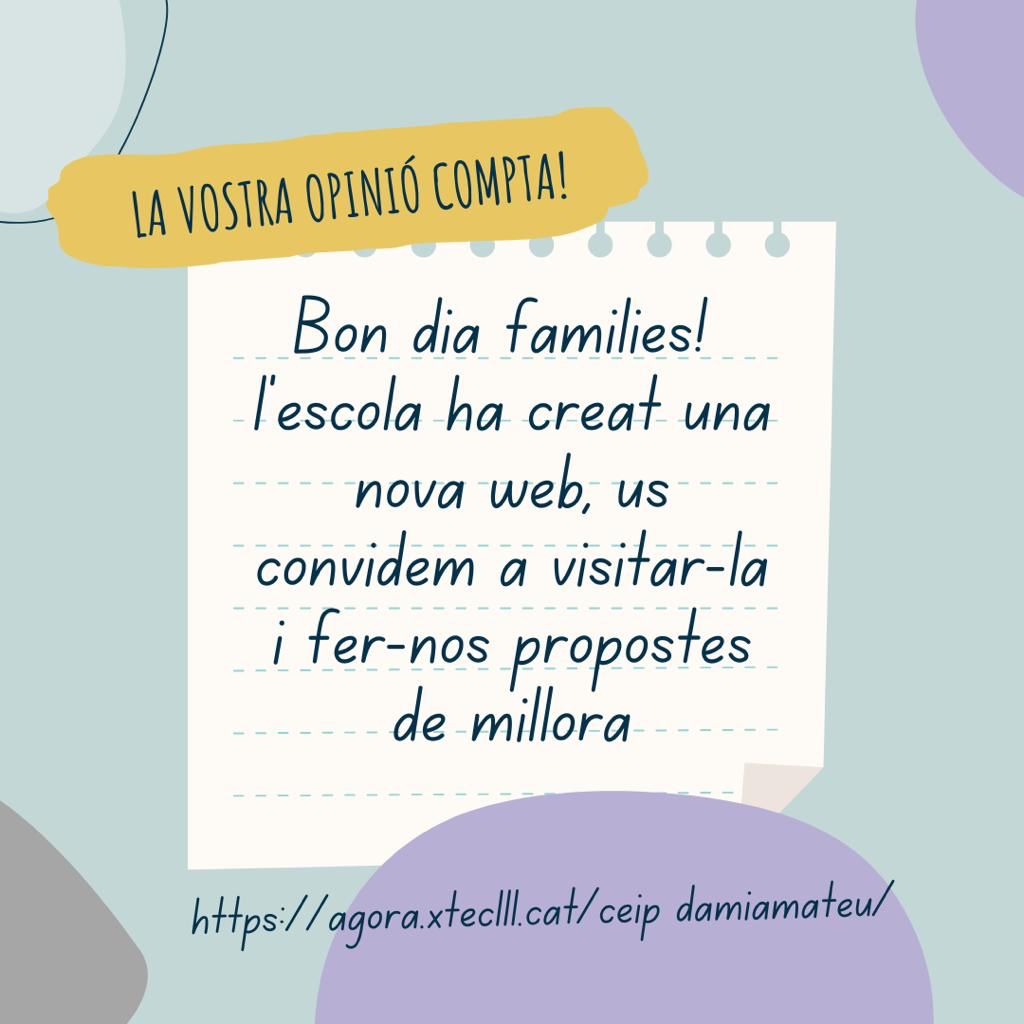 LA VOSTRA OPINIÓ COMPTA!
Bon dia families!
l'escola ha creat una
nova web, us
convidem a visitar-la
i fer-nos propostes
de millora
https://agora.xteclll.cat/ceip damiamateu/